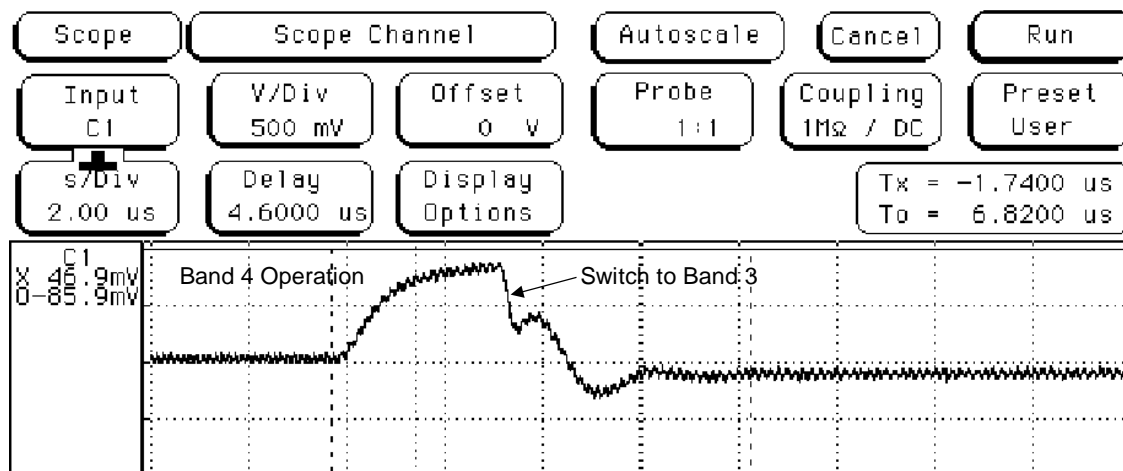 Scope
Scope Channel
Autoscale
Cancel
Run
Input
C1
V/Div
500 mV
Offset
0 V
Probe
1:1
Coupling
1MΩ / DC
Preset
User
s/Div
2.00 us
Delay
4.6000 us
Display
Options
Tx = -1.7400 us
To = 6.8200 us
C1
X 46.9mV
O-85.9mV
Band 4 Operation
Switch to Band 3